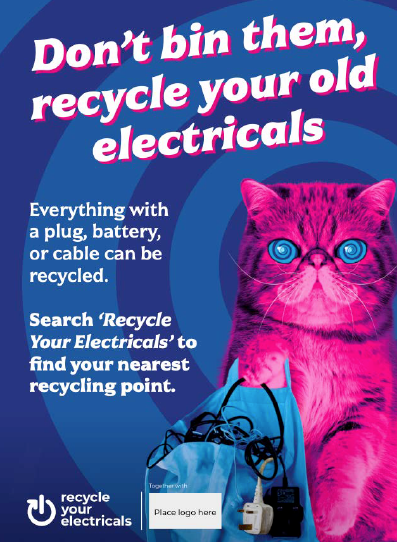 Don't bin them,
recycle your old
electricals
Everything with
a plug, battery,
or cable can be
recycled.
Search ‘Recycle
Your Electricals’ to
find your nearest
recycling point.
recycle
your
electricals
Together with
Place logo here